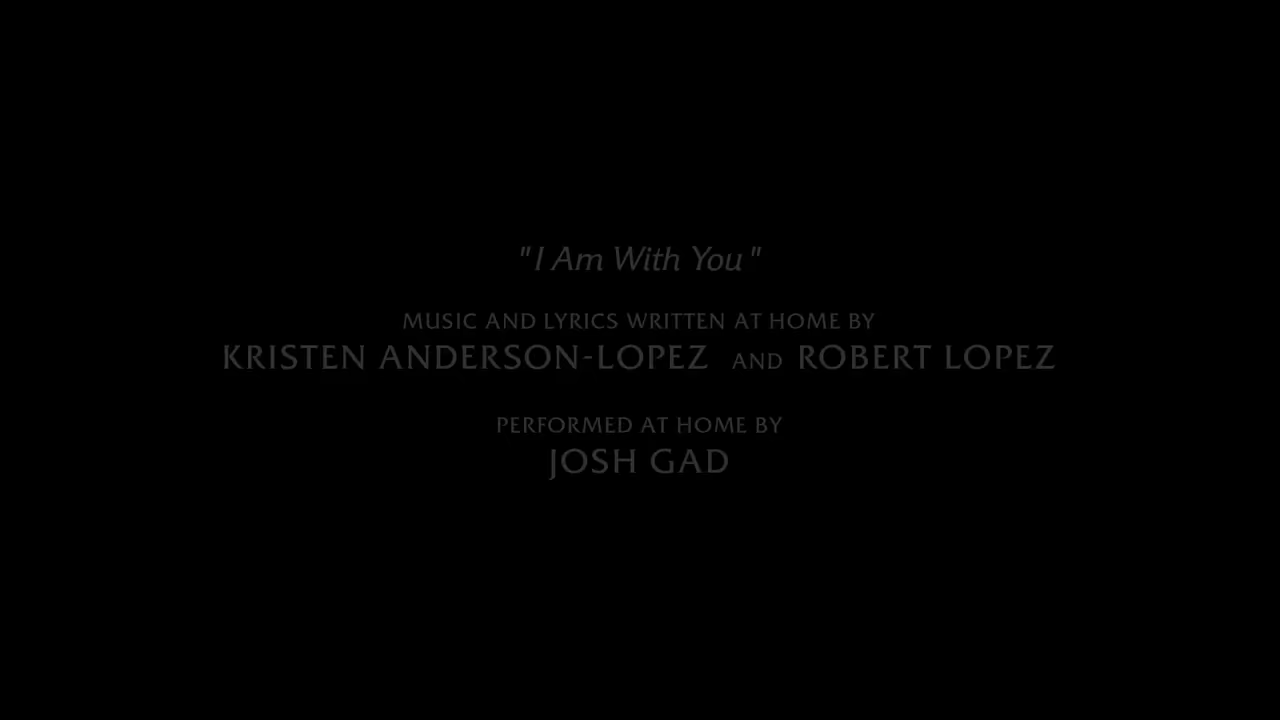 "I Am With You"
MUSIC AND LYRICS WRITTEN AT HOME BY
KRISTEN ANDERSON-LOPEZ AND ROBERT LOPEZ
PERFORMED AT HOME BY
JOSH GAD